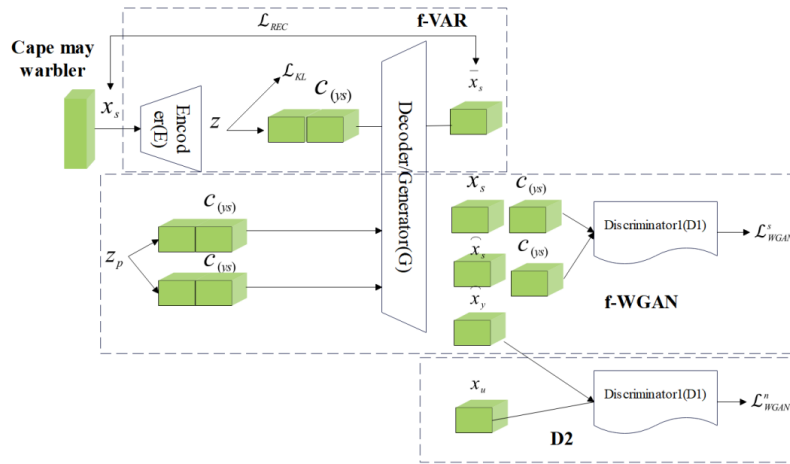 f-VAR
ℒ_REC
Cape may
warbler
x_s
Encod
er(E)
z
ℒ_KL
C_(ys)
Decoder/Generator(G)
x̄_s
C_(ys)
z_p
C_(ys)
x_s
C_(ys)
Discriminator1(D1)
ℒ^s_WGAN
x̂_s
C_(ys)
f-WGAN
x̂_y
x_u
Discriminator1(D1)
ℒ^n_WGAN
D2